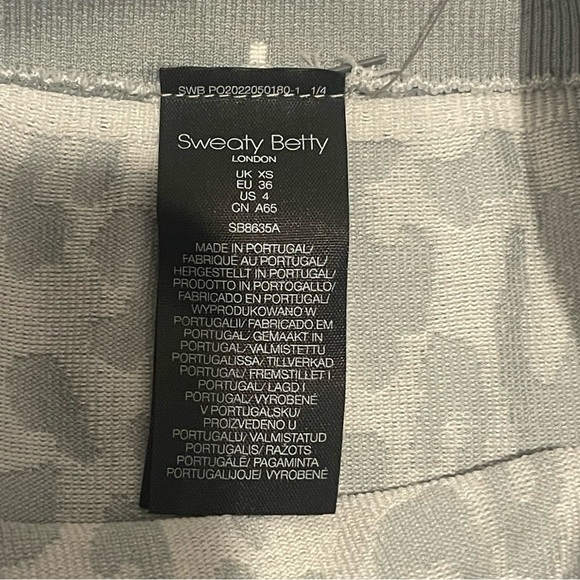 SWB PO2022050180-1 1/4
Sweaty Betty
LONDON
UK XS
EU 36
US 4
CN A65
SB8635A
MADE IN PORTUGAL/
FABRIQUE AU PORTUGAL/
HERGESTELLT IN PORTUGAL/
PRODOTTO IN PORTOGALLO/
FABRICADO EN PORTUGAL/
WYPRODUKOWANO W
PORTUGALII/ FABRICADO EM
PORTUGAL/ GEMAAKT IN
PORTUGAL/ VALMISTETTU
PORTUGALISSA/ TILLVERKAD
PORTUGAL/ FREMSTILLET I
PORTUGAL/ LAGD I
PORTUGAL/ VYROBENÉ
V PORTUGALSKU/
PROIZVEDENO U
PORTUGALU/ VALMISTATUD
PORTUGALIS/ RAŽOTS
PORTUGĀLĒ/ PAGAMINTA
PORTUGALIJOJE/ VYROBENÉ